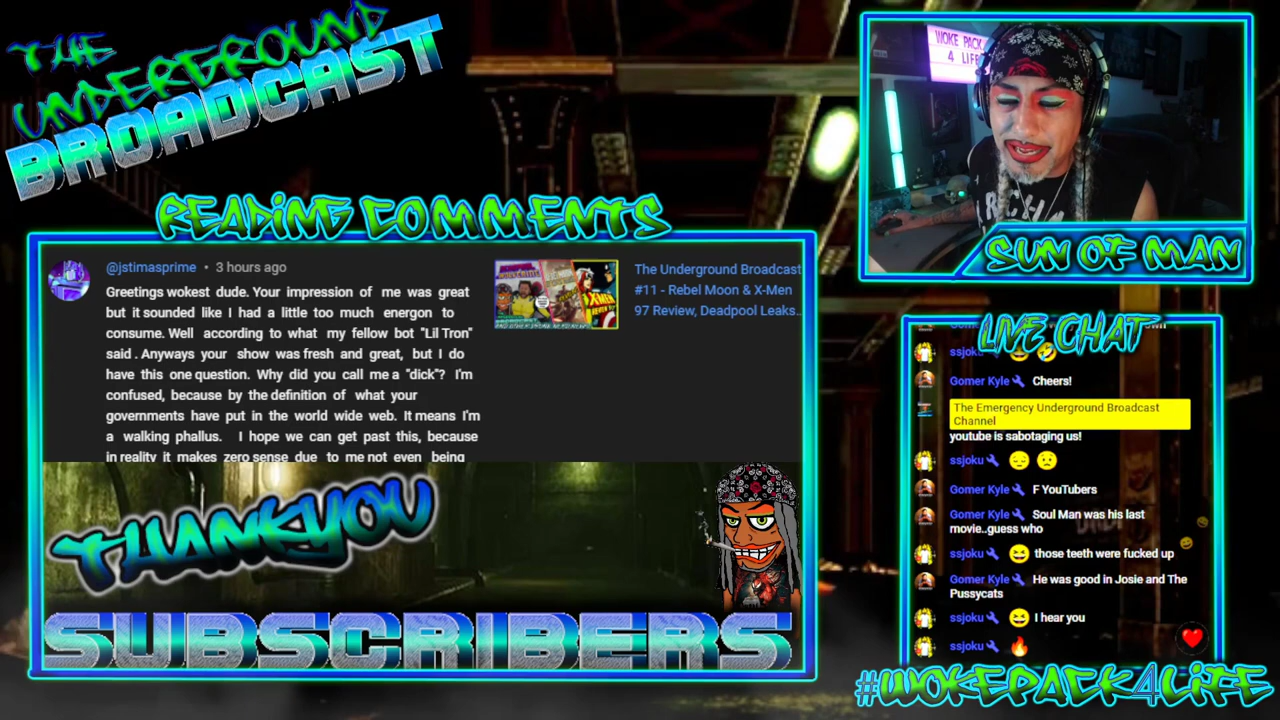 THE
UNDERGROUND
BROADCAST
READING COMMENTS
@jstimasprime • 3 hours ago
Greetings wokest dude. Your impression of me was great
but it sounded like I had a little too much energon to
consume. Well according to what my fellow bot "Lil Tron"
said . Anyways your show was fresh and great, but I do
have this one question. Why did you call me a "dick"? I'm
confused, because by the definition of what your
governments have put in the world wide web. It means I'm
a walking phallus. I hope we can get past this, because
in reality it makes zero sense due to me not even being
The Underground Broadcast
#11 - Rebel Moon & X-Men
97 Review, Deadpool Leaks..
THANKYOU
SUBSCRIBERS
WOKE PACK
4 LIFE
SUN OF MAN
LIVE CHAT
ssjoku
Gomer Kyle Cheers!
The Emergency Underground Broadcast
Channel
youtube is sabotaging us!
ssjoku
Gomer Kyle F YouTubers
Gomer Kyle Soul Man was his last
movie..guess who
ssjoku those teeth were fucked up
Gomer Kyle He was good in Josie and The
Pussycats
ssjoku I hear you
ssjoku
#WOKEPACK4LIFE